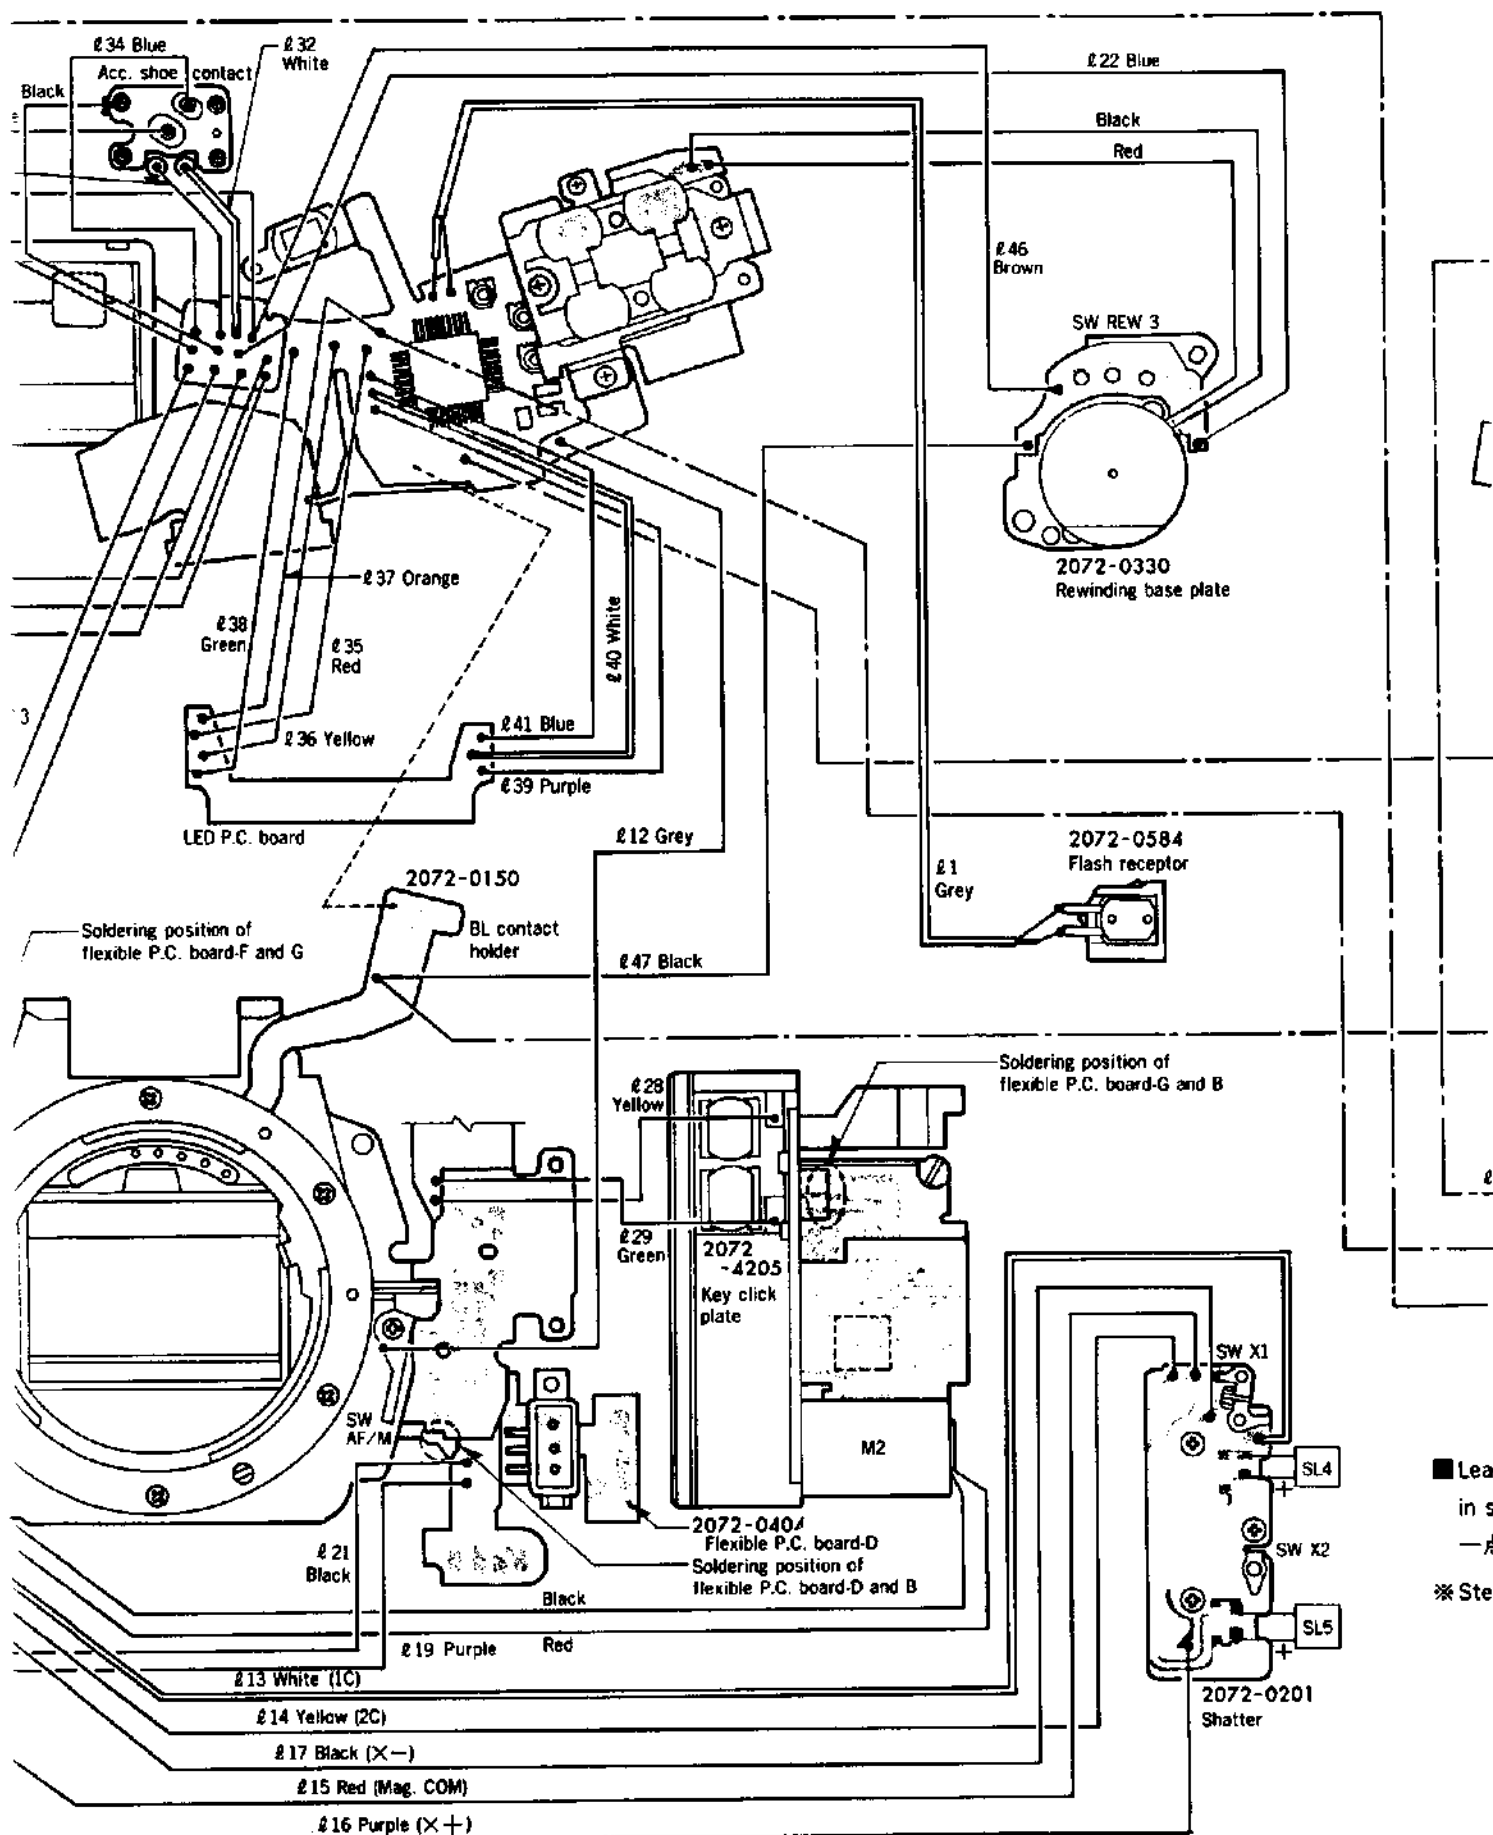 ℓ34 Blue
ℓ32
White
Acc. shoe contact
Black
ℓ22 Blue
Black
Red
ℓ46
Brown
SW REW 3
2072-0330
Rewinding base plate
ℓ37 Orange
ℓ38
Green
ℓ35
Red
ℓ40 White
3
ℓ36 Yellow
ℓ41 Blue
ℓ39 Purple
LED P.C. board
ℓ12 Grey
2072-0584
Flash receptor
ℓ1
Grey
2072-0150
BL contact
holder
Soldering position of
flexible P.C. board-F and G
ℓ47 Black
Soldering position of
flexible P.C. board-G and B
ℓ28
Yellow
ℓ29
Green
2072
-4205
Key click
plate
SW X1
SW
AF/M
M2
SL4
+
■ Lea
in s
SW X2
※ Ste
2072-040A
Flexible P.C. board-D
Soldering position of
flexible P.C. board-D and B
ℓ21
Black
Black
SL5
+
ℓ19 Purple
Red
ℓ13 White (1C)
2072-0201
Shatter
ℓ14 Yellow (2C)
ℓ17 Black (×−)
ℓ15 Red (Mag. COM)
ℓ16 Purple (×+)